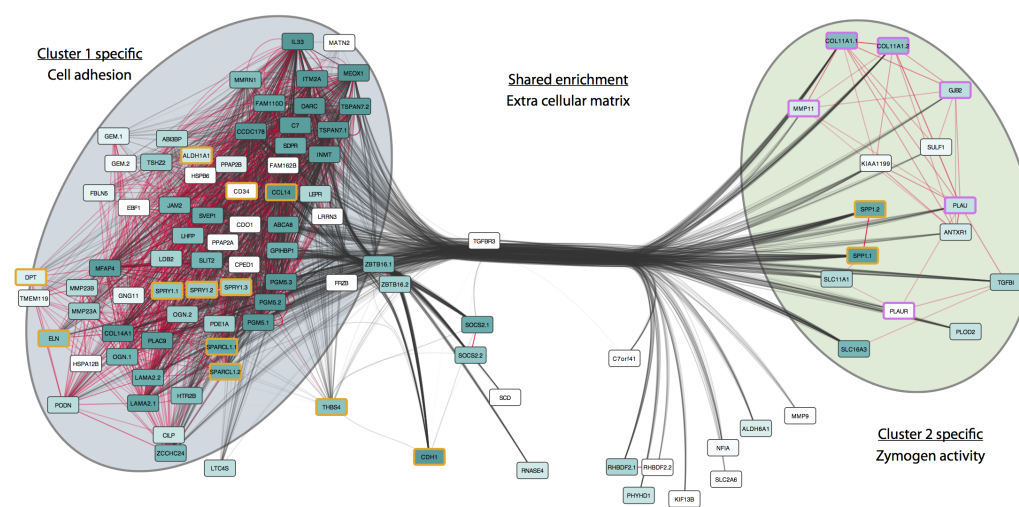 Cluster 1 specific
Cell adhesion
Shared enrichment
Extra cellular matrix
Cluster 2 specific
Zymogen activity
IL33
MATN2
MMRN1
ITM2A
MEOX1
FAM110D
DARC
TSPAN7.2
CCDC178
C7
TSPAN7.1
SDPR
INMT
GEM.1
ABI3BP
ALDH1A1
GEM.2
TSHZ2
PPAP2B
FAM162B
HSPB6
FBLN5
CD34
CCL14
LEPR
EBF1
JAM2
SVEP1
CDO1
ABCA8
LRRN3
LHFP
PPAP2A
GPIHBP1
LDB2
SLIT2
CPED1
MFAP4
DPT
TMEM119
MMP23B
GNG11
SPRY1.1
SPRY1.2
SPRY1.3
PGM5.3
FRZB
PGM5.2
MMP23A
OGN.2
PDE1A
PGM5.1
ELN
COL14A1
PLAC9
SPARCL1.1
HSPA12B
OGN.1
LAMA2.2
SPARCL1.2
PODN
LAMA2.1
HTR2B
CILP
ZCCHC24
LTC4S
ZBTB16.1
ZBTB16.2
TGFBR3
SOCS2.1
SOCS2.2
SCD
THBS4
CDH1
RNASE4
C7orf41
RHBDF2.1
RHBDF2.2
PHYHD1
KIF13B
NFIA
SLC2A6
ALDH6A1
MMP9
COL11A1.1
COL11A1.2
GJB2
MMP11
SULF1
KIAA1199
SPP1.2
PLAU
ANTXR1
SPP1.1
SLC11A1
TGFBI
PLAUR
PLOD2
SLC16A3